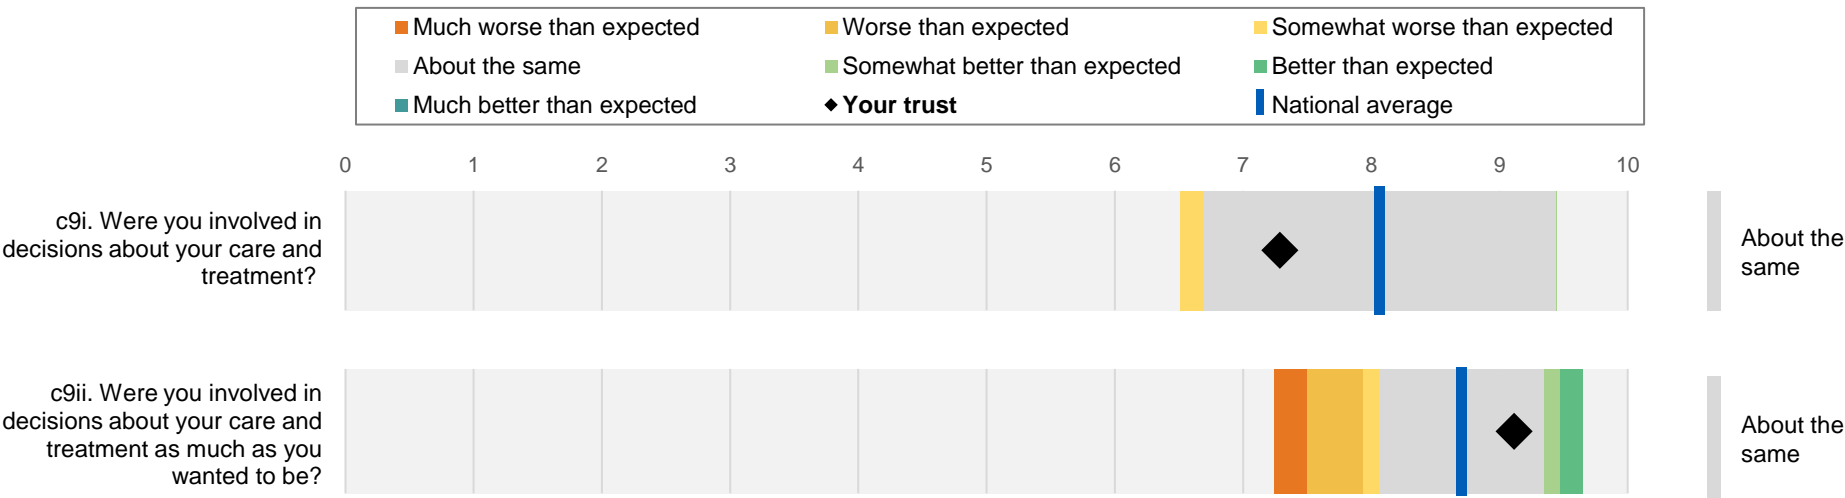 Much worse than expected
Worse than expected
Somewhat worse than expected
About the same
Somewhat better than expected
Better than expected
Much better than expected
Your trust
National average
0 1 2 3 4 5 6 7 8 9 10
c9i. Were you involved in
decisions about your care and
treatment?
About the
same
c9ii. Were you involved in
decisions about your care and
treatment as much as you
wanted to be?
About the
same